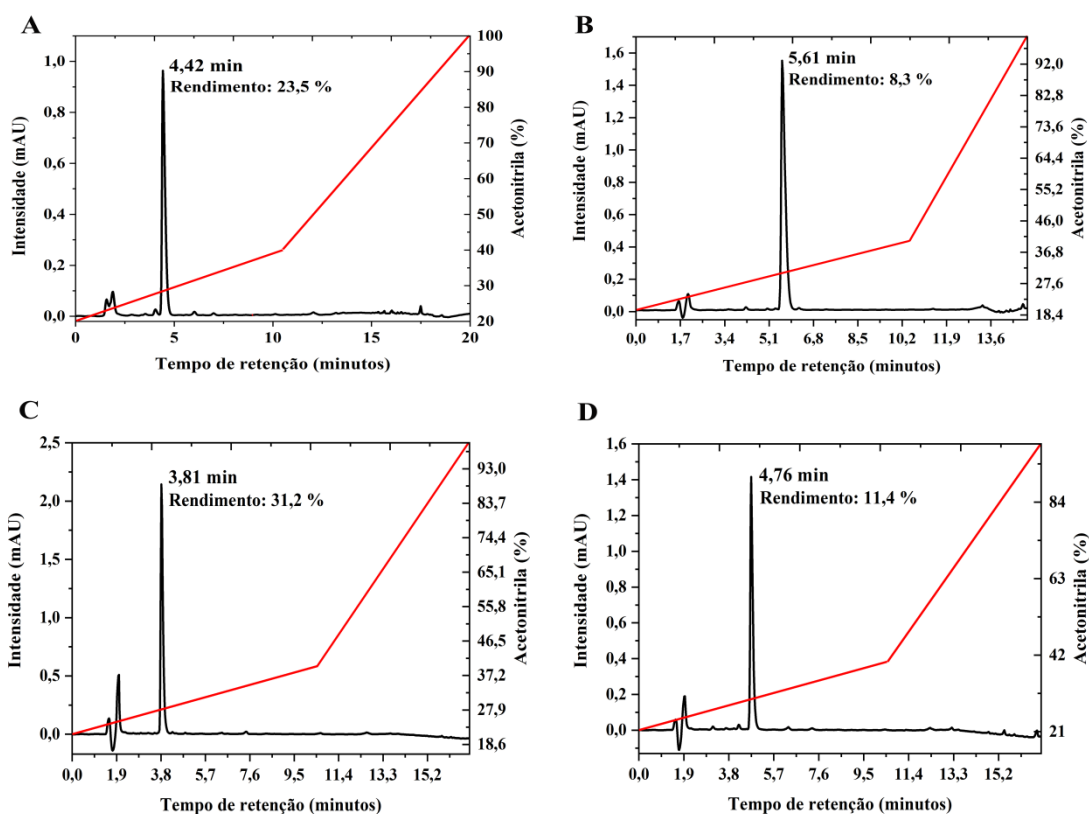 A
4,42 min
Rendimento: 23,5 %
Intensidade (mAU)
1,0
0,8
0,6
0,4
0,2
0,0
100
90
80
70
60
50
40
30
20
Acetonitrila (%)
0 5 10 15 20
Tempo de retenção (minutos)
B
5,61 min
Rendimento: 8,3 %
Intensidade (mAU)
1,6
1,4
1,2
1,0
0,8
0,6
0,4
0,2
0,0
92,0
82,8
73,6
64,4
55,2
46,0
36,8
27,6
18,4
Acetonitrila (%)
0,0 1,7 3,4 5,1 6,8 8,5 10,2 11,9 13,6
Tempo de retenção (minutos)
C
3,81 min
Rendimento: 31,2 %
Intensidade (mAU)
2,5
2,0
1,5
1,0
0,5
0,0
93,0
83,7
74,4
65,1
55,8
46,5
37,2
27,9
18,6
Acetonitrila (%)
0,0 1,9 3,8 5,7 7,6 9,5 11,4 13,3 15,2
Tempo de retenção (minutos)
D
4,76 min
Rendimento: 11,4 %
Intensidade (mAU)
1,6
1,4
1,2
1,0
0,8
0,6
0,4
0,2
0,0
84
63
42
21
Acetonitrila (%)
0,0 1,9 3,8 5,7 7,6 9,5 11,4 13,3 15,2
Tempo de retenção (minutos)